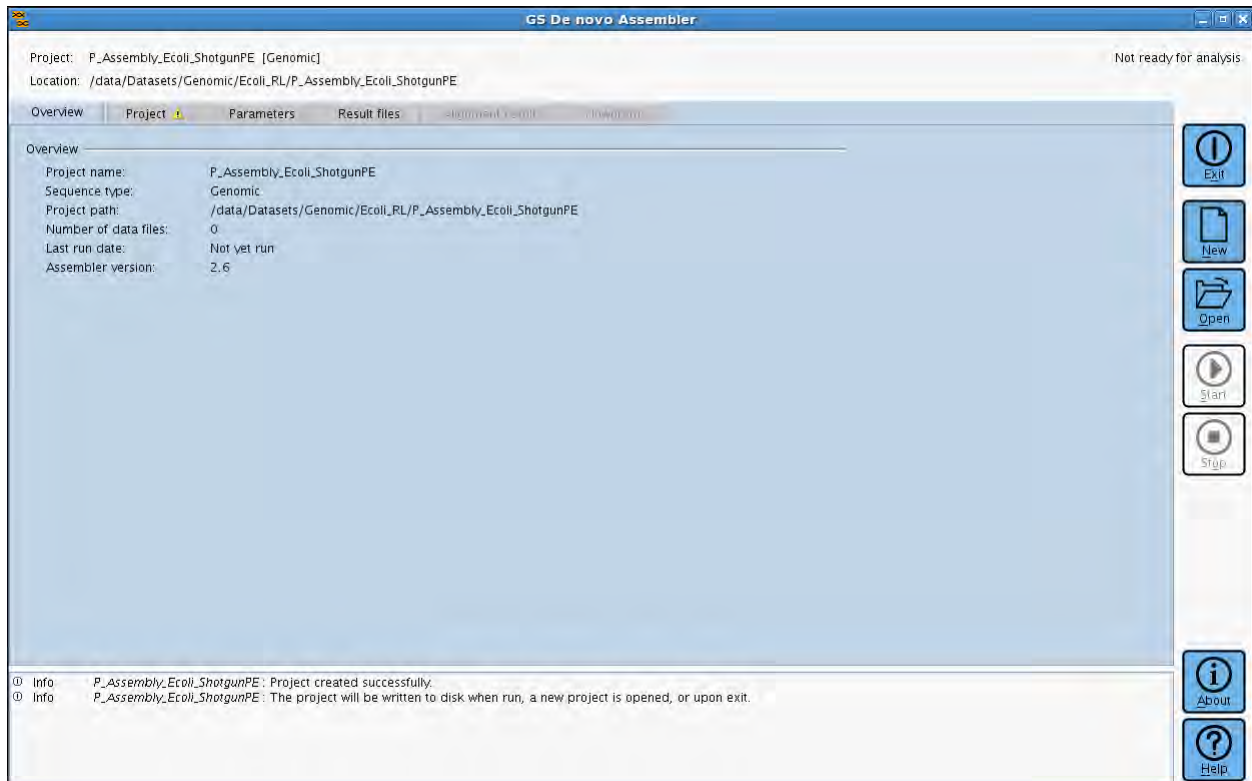 GS De novo Assembler
Project: P_Assembly_Ecoli_ShotgunPE [Genomic]
Not ready for analysis
Location: /data/Datasets/Genomic/Ecoli_RL/P_Assembly_Ecoli_ShotgunPE
Overview Project Parameters Result files
Overview
Project name: P_Assembly_Ecoli_ShotgunPE
Sequence type: Genomic
Project path: /data/Datasets/Genomic/Ecoli_RL/P_Assembly_Ecoli_ShotgunPE
Number of data files: 0
Last run date: Not yet run
Assembler version: 2.6
Exit
New
Open
Start
Stop
Info P_Assembly_Ecoli_ShotgunPE : Project created successfully.
Info P_Assembly_Ecoli_ShotgunPE : The project will be written to disk when run, a new project is opened, or upon exit.
About
Help